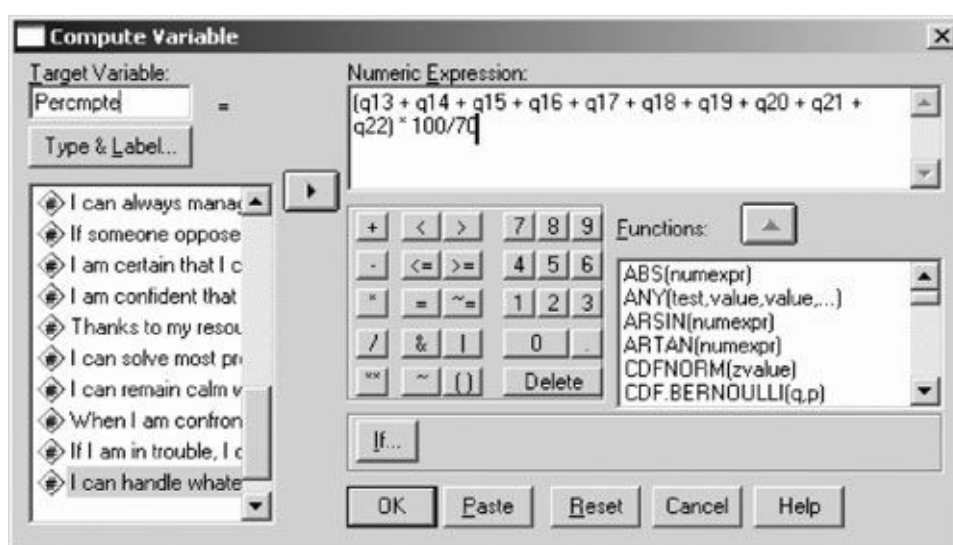 Compute Variable
Target Variable:
Percmpte
=
Type & Label...
Numeric Expression:
(q13 + q14 + q15 + q16 + q17 + q18 + q19 + q20 + q21 +
q22) * 100/70
I can always manag
If someone oppose
I am certain that I c
I am confident that
Thanks to my resou
I can solve most pro
I can remain calm w
When I am confron
If I am in trouble, I c
I can handle whate
+ < > 7 8 9
- <= >= 4 5 6
* = ~= 1 2 3
/ & | 0 .
** ~ () Delete
Functions:
ABS(numexpr)
ANY(test,value,value,...)
ARSIN(numexpr)
ARTAN(numexpr)
CDFNORM(zvalue)
CDF.BERNOULLI(q,p)
If...
OK Paste Reset Cancel Help